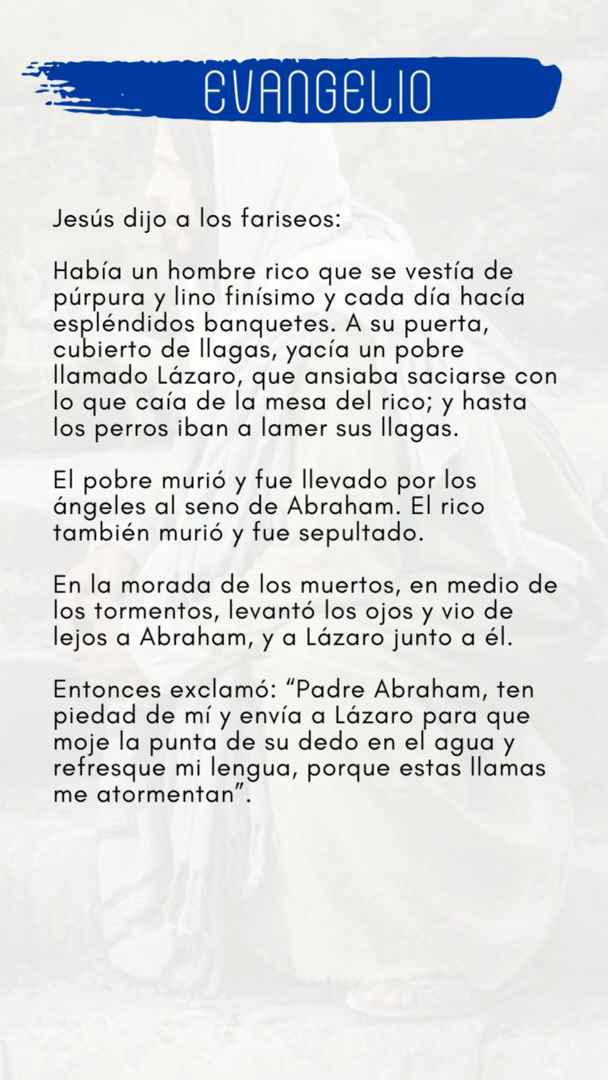 EVANGELIO
Jesús dijo a los fariseos:
Había un hombre rico que se vestía de
púrpura y lino finísimo y cada día hacía
espléndidos banquetes. A su puerta,
cubierto de llagas, yacía un pobre
llamado Lázaro, que ansiaba saciarse con
lo que caía de la mesa del rico; y hasta
los perros iban a lamer sus llagas.
El pobre murió y fue llevado por los
ángeles al seno de Abraham. El rico
también murió y fue sepultado.
En la morada de los muertos, en medio de
los tormentos, levantó los ojos y vio de
lejos a Abraham, y a Lázaro junto a él.
Entonces exclamó: “Padre Abraham, ten
piedad de mí y envía a Lázaro para que
moje la punta de su dedo en el agua y
refresque mi lengua, porque estas llamas
me atormentan”.